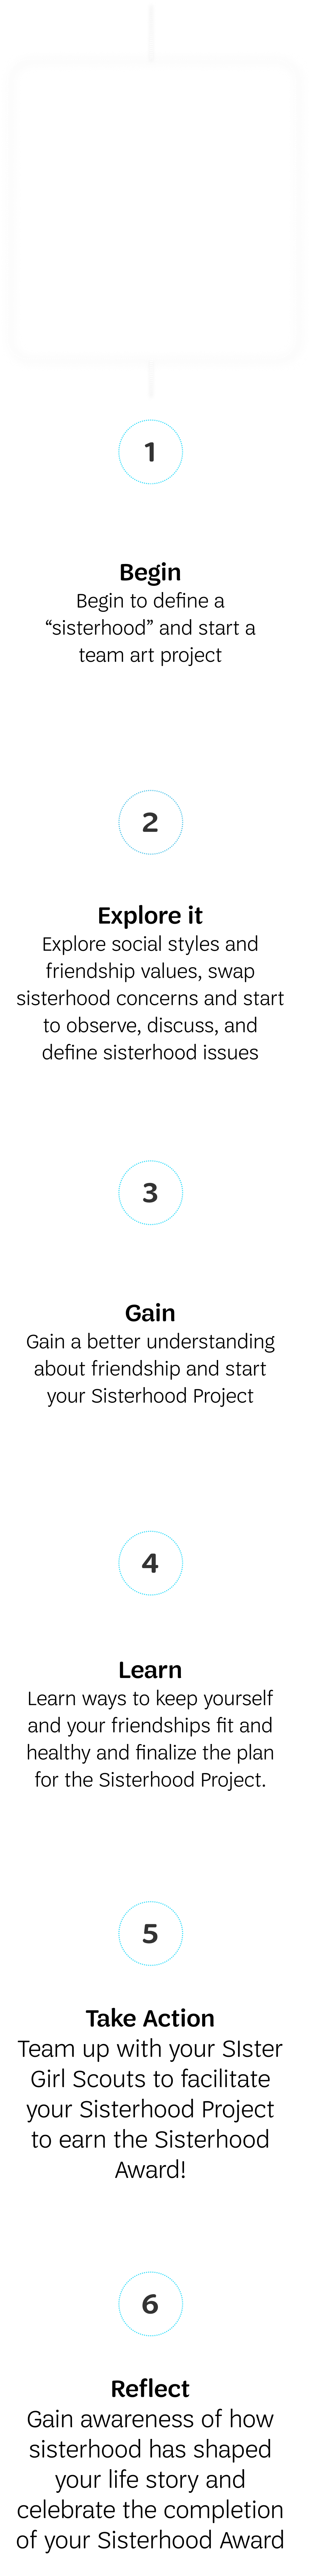 1
Begin
Begin to define a
“sisterhood” and start a
team art project
2
Explore it
Explore social styles and
friendship values, swap
sisterhood concerns and start
to observe, discuss, and
define sisterhood issues
3
Gain
Gain a better understanding
about friendship and start
your Sisterhood Project
4
Learn
Learn ways to keep yourself
and your friendships fit and
healthy and finalize the plan
for the Sisterhood Project.
5
Take Action
Team up with your SIster
Girl Scouts to facilitate
your Sisterhood Project
to earn the Sisterhood
Award!
6
Reflect
Gain awareness of how
sisterhood has shaped
your life story and
celebrate the completion
of your Sisterhood Award